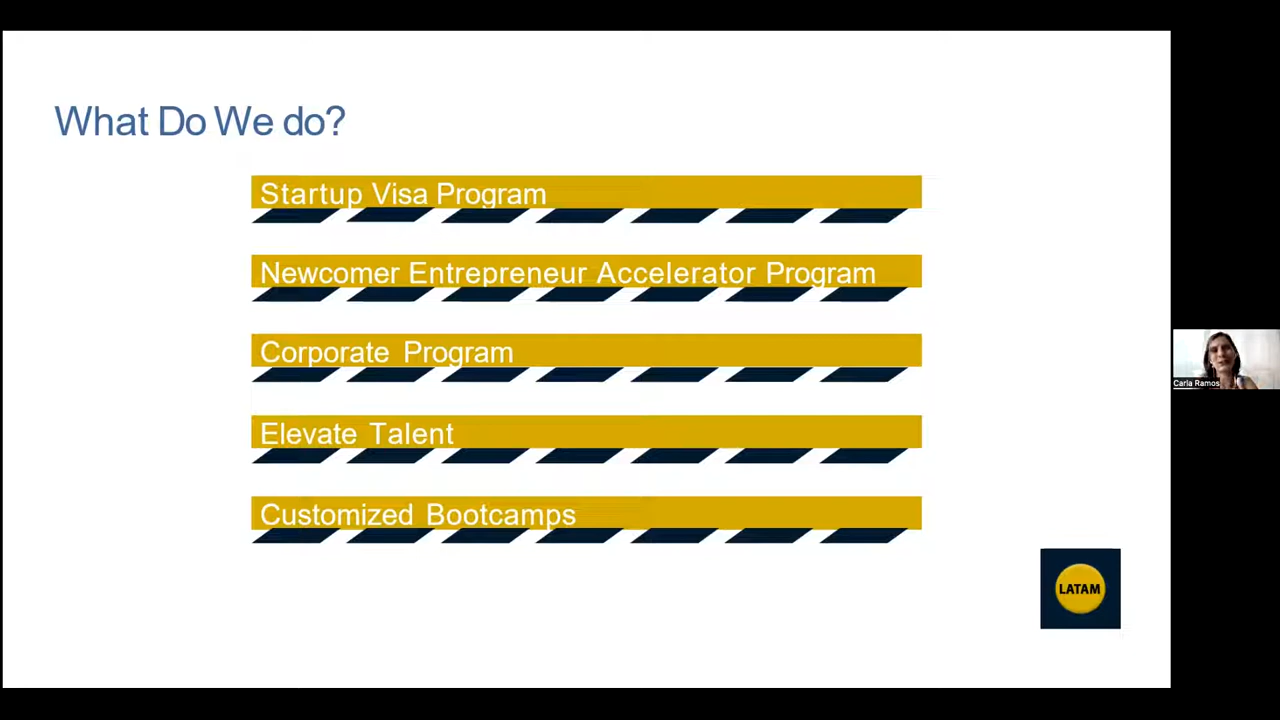 What Do We do?
Startup Visa Program
Newcomer Entrepreneur Accelerator Program
Corporate Program
Elevate Talent
Customized Bootcamps
Carla Ramos
LATAM